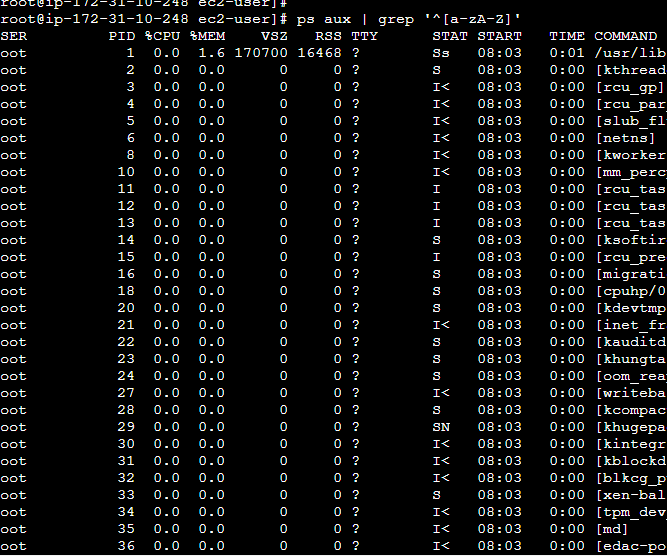 root@ip-172-31-10-248 ec2-user]#
root@ip-172-31-10-248 ec2-user]# ps aux | grep '^[a-zA-Z]'
SER PID %CPU %MEM VSZ RSS TTY STAT START TIME COMMAND
oot 1 0.0 1.6 170700 16468 ? Ss 08:03 0:01 /usr/lib
oot 2 0.0 0.0 0 0 ? S 08:03 0:00 [kthread
oot 3 0.0 0.0 0 0 ? I< 08:03 0:00 [rcu_gp]
oot 4 0.0 0.0 0 0 ? I< 08:03 0:00 [rcu_par
oot 5 0.0 0.0 0 0 ? I< 08:03 0:00 [slub_fl
oot 6 0.0 0.0 0 0 ? I< 08:03 0:00 [netns]
oot 8 0.0 0.0 0 0 ? I< 08:03 0:00 [kworker
oot 10 0.0 0.0 0 0 ? I< 08:03 0:00 [mm_perc
oot 11 0.0 0.0 0 0 ? I 08:03 0:00 [rcu_tas
oot 12 0.0 0.0 0 0 ? I 08:03 0:00 [rcu_tas
oot 13 0.0 0.0 0 0 ? I 08:03 0:00 [rcu_tas
oot 14 0.0 0.0 0 0 ? S 08:03 0:00 [ksoftir
oot 15 0.0 0.0 0 0 ? I 08:03 0:00 [rcu_pre
oot 16 0.0 0.0 0 0 ? S 08:03 0:00 [migrati
oot 18 0.0 0.0 0 0 ? S 08:03 0:00 [cpuhp/0
oot 20 0.0 0.0 0 0 ? S 08:03 0:00 [kdevtmp
oot 21 0.0 0.0 0 0 ? I< 08:03 0:00 [inet_fr
oot 22 0.0 0.0 0 0 ? S 08:03 0:00 [kauditd
oot 23 0.0 0.0 0 0 ? S 08:03 0:00 [khungta
oot 24 0.0 0.0 0 0 ? S 08:03 0:00 [oom_rea
oot 27 0.0 0.0 0 0 ? I< 08:03 0:00 [writeba
oot 28 0.0 0.0 0 0 ? S 08:03 0:00 [kcompac
oot 29 0.0 0.0 0 0 ? SN 08:03 0:00 [khugepa
oot 30 0.0 0.0 0 0 ? I< 08:03 0:00 [kintegr
oot 31 0.0 0.0 0 0 ? I< 08:03 0:00 [kblockd
oot 32 0.0 0.0 0 0 ? I< 08:03 0:00 [blkcg_p
oot 33 0.0 0.0 0 0 ? S 08:03 0:00 [xen-bal
oot 34 0.0 0.0 0 0 ? I< 08:03 0:00 [tpm_dev
oot 35 0.0 0.0 0 0 ? I< 08:03 0:00 [md]
oot 36 0.0 0.0 0 0 ? I< 08:03 0:00 [edac-po